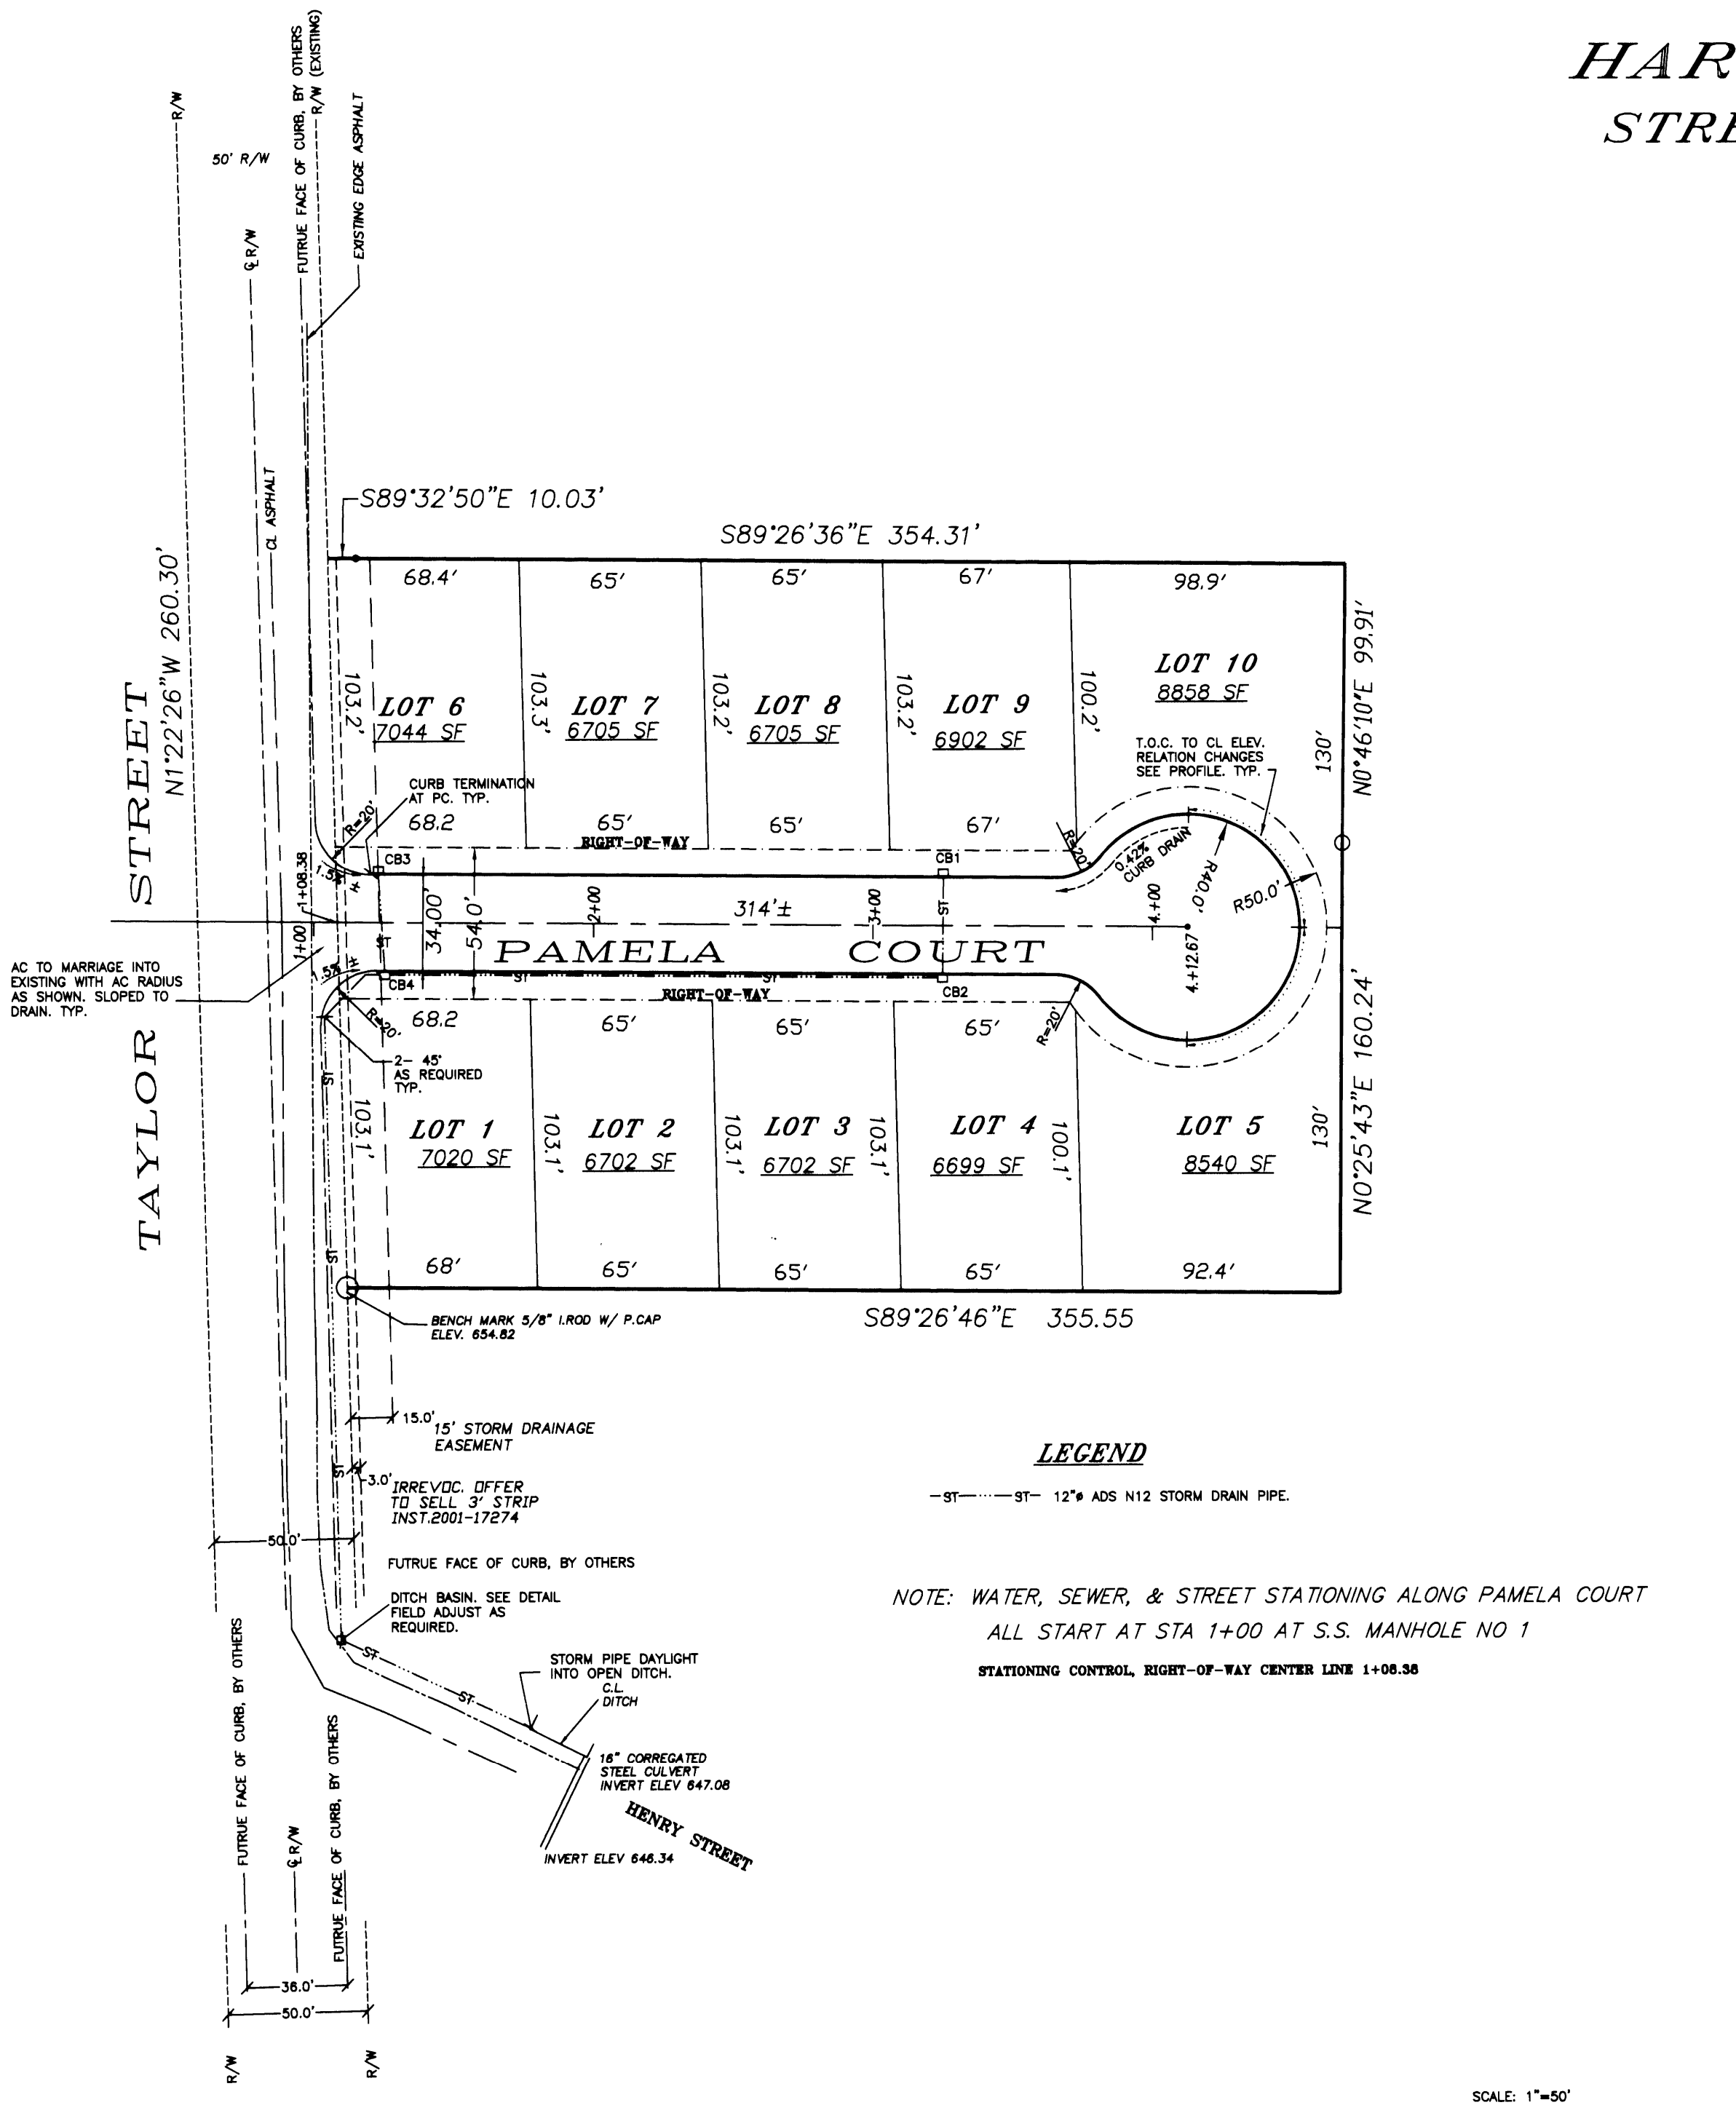 HAR
STRE
R/W
50' R/W
℄ R/W
FUTRUE FACE OF CURB, BY OTHERS
R/W (EXISTING)
EXISTING EDGE ASPHALT
CL ASPHALT
S89°32'50"E 10.03'
S89°26'36"E 354.31'
N1°22'26"W 260.30'
TAYLOR STREET
68.4'
65'
65'
67'
98.9'
103.2'
LOT 6
7044 SF
103.3'
LOT 7
6705 SF
103.2'
LOT 8
6705 SF
103.2'
LOT 9
6902 SF
100.2'
LOT 10
8858 SF
N0°46'10"E 99.91'
130'
T.O.C. TO CL ELEV.
RELATION CHANGES
SEE PROFILE. TYP.
CURB TERMINATION
AT PC. TYP.
R=20'
68.2
65'
65'
67'
RIGHT-OF-WAY
R=20'
0.42%
CURB DRAIN
R40.0'
R50.0'
1.5% ±
CB3
CB1
1+08.38
1+00
2+00
314'±
3+00
4+00
4+12.67
34.00'
54.0'
ST
ST
PAMELA COURT
AC TO MARRIAGE INTO
EXISTING WITH AC RADIUS
AS SHOWN. SLOPED TO
DRAIN. TYP.
1.5% ±
CB4
ST
ST
CB2
RIGHT-OF-WAY
R=20'
68.2
65'
65'
65'
R=20'
2- 45°
AS REQUIRED
TYP.
ST
103.1'
LOT 1
7020 SF
103.1'
LOT 2
6702 SF
103.1'
LOT 3
6702 SF
103.1'
LOT 4
6699 SF
100.1'
LOT 5
8540 SF
130'
N0°25'43"E 160.24'
ST
68'
65'
65'
65'
92.4'
S89°26'46"E 355.55
BENCH MARK 5/8" I.ROD W/ P.CAP
ELEV. 654.82
15.0'
15' STORM DRAINAGE
EASEMENT
ST
3.0'
IRREVOC. OFFER
TO SELL 3' STRIP
INST.2001-17274
50.0'
FUTRUE FACE OF CURB, BY OTHERS
DITCH BASIN. SEE DETAIL
FIELD ADJUST AS
REQUIRED.
LEGEND
—ST—···—ST— 12"ø ADS N12 STORM DRAIN PIPE.
NOTE: WATER, SEWER, & STREET STATIONING ALONG PAMELA COURT
ALL START AT STA 1+00 AT S.S. MANHOLE NO 1
STATIONING CONTROL, RIGHT-OF-WAY CENTER LINE 1+08.38
ST
ST
STORM PIPE DAYLIGHT
INTO OPEN DITCH.
C.L.
DITCH
16" CORREGATED
STEEL CULVERT
INVERT ELEV 647.08
HENRY STREET
INVERT ELEV 646.34
FUTRUE FACE OF CURB, BY OTHERS
℄ R/W
FUTRUE FACE OF CURB, BY OTHERS
36.0'
50.0'
R/W
R/W
SCALE: 1"=50'